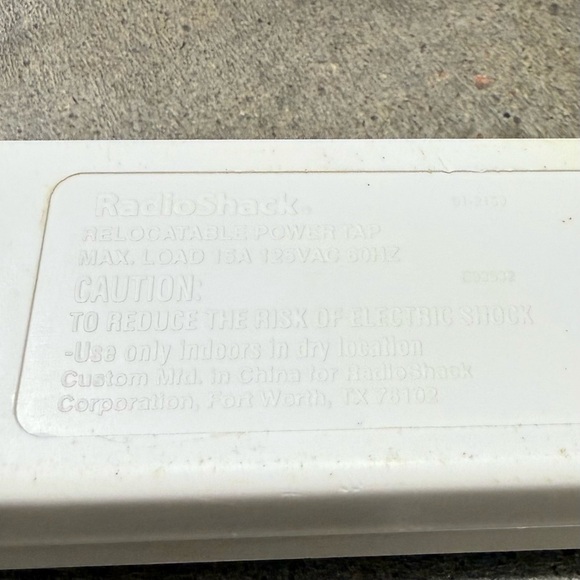 RadioShack.
RELOCATABLE POWER TAP
MAX. LOAD 15A 125VAC 60HZ
CAUTION:
TO REDUCE THE RISK OF ELECTRIC SHOCK
-Use only indoors in dry location
Custom Mfd. in China for RadioShack
Corporation, Fort Worth, TX 76102